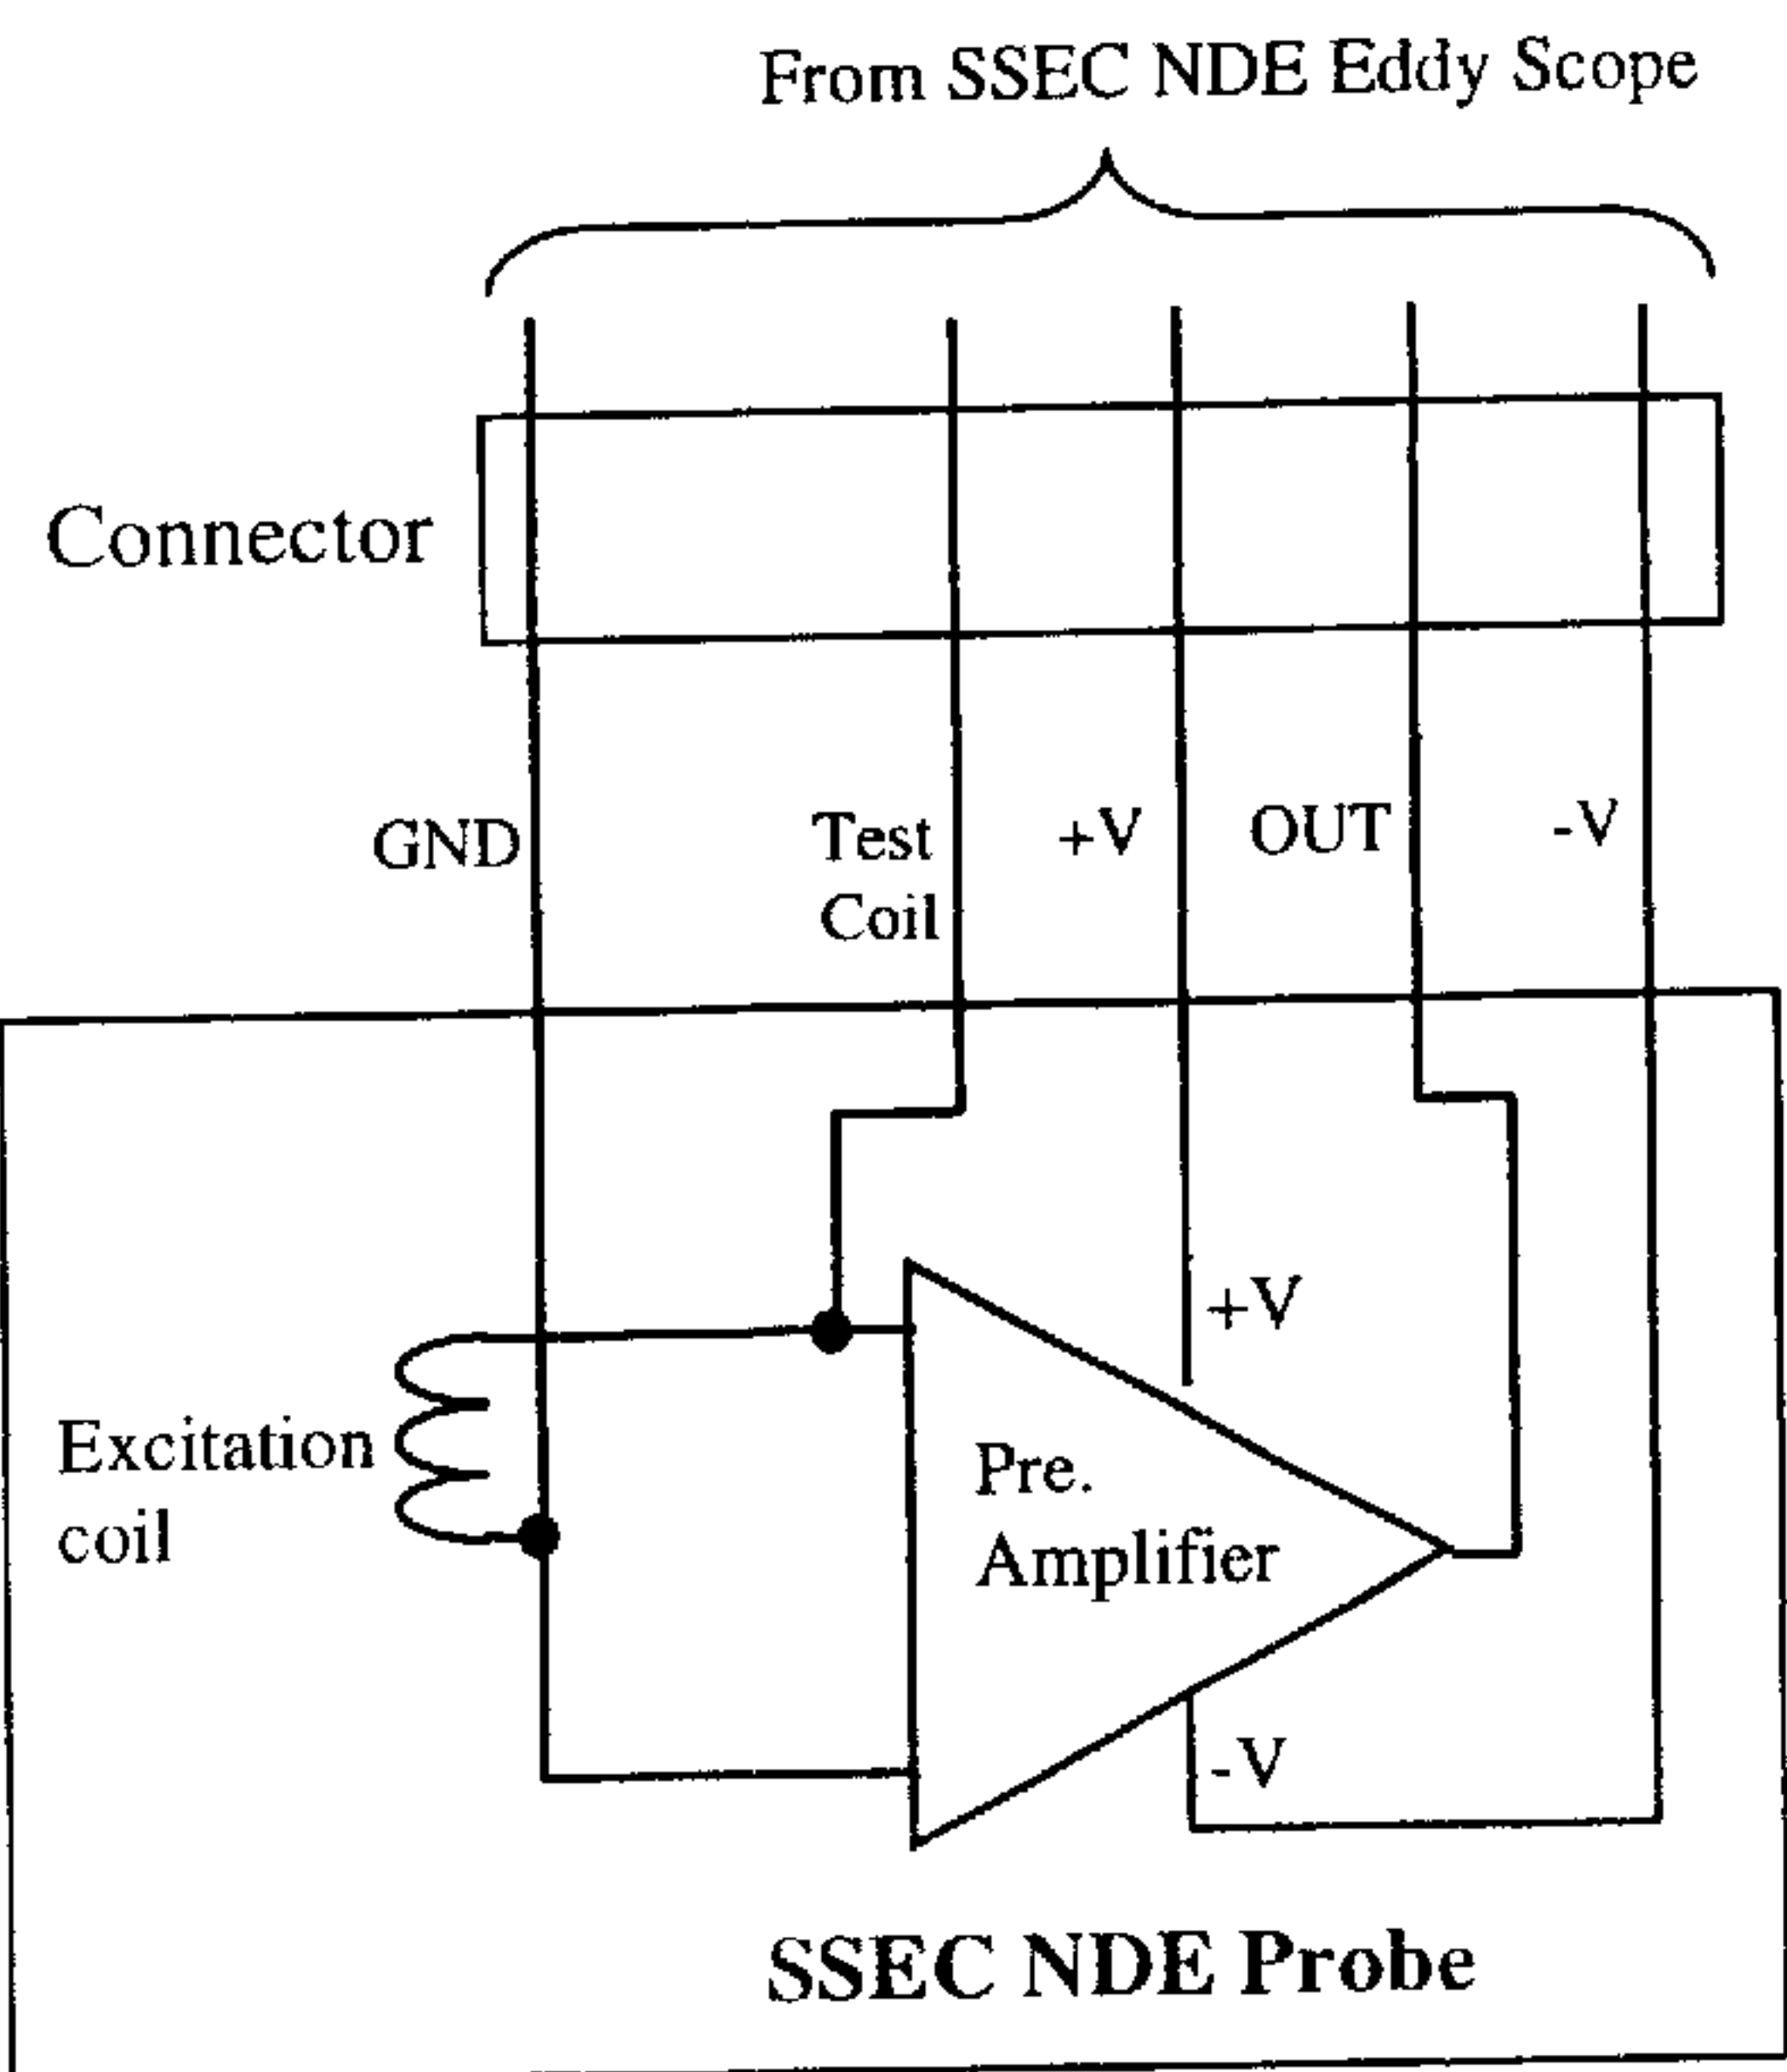 From SSEC NDE Eddy Scope
Connector
GND
Test
Coil
+V
OUT
-V
+V
Excitation
coil
Pre.
Amplifier
-V
SSEC NDE Probe